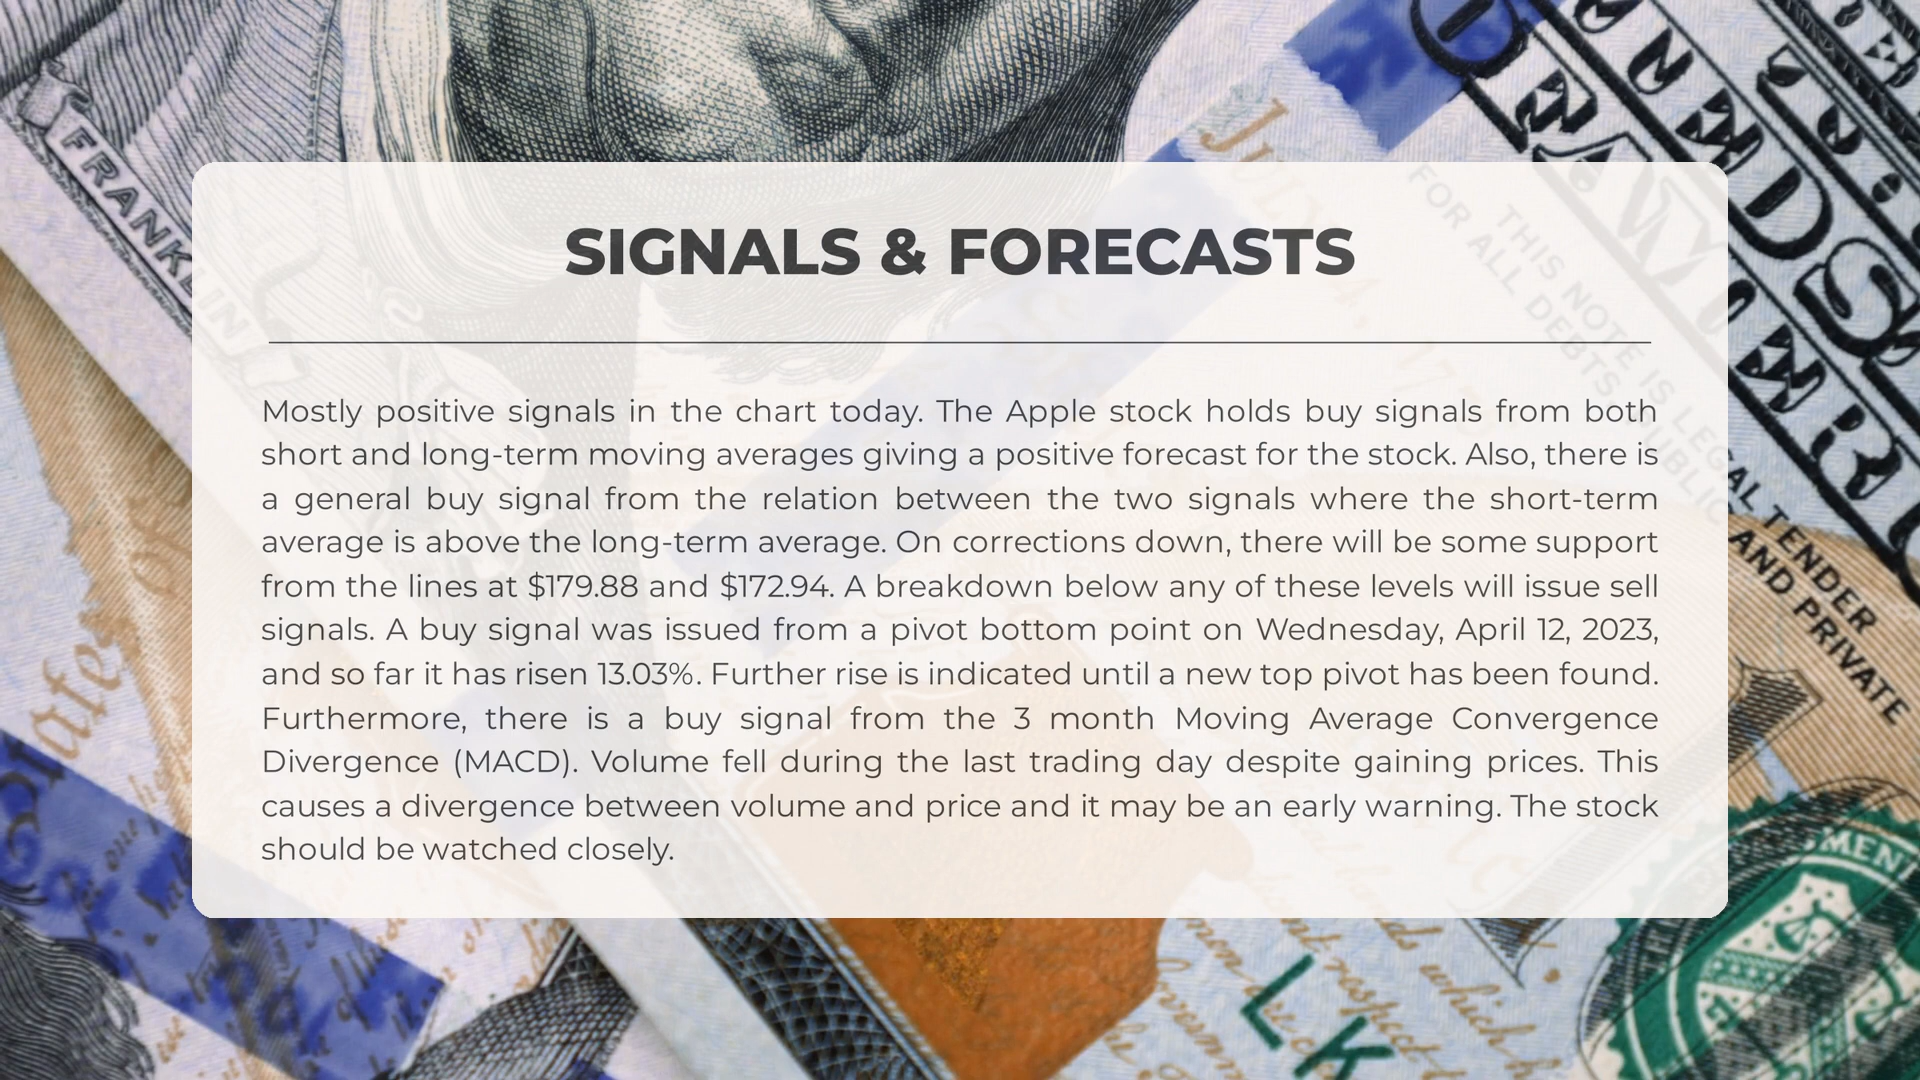 FRANKLIN
JULY 4, 177
THIS NOTE IS LEGAL TENDER
FOR ALL DEBTS, PUBLIC AND PRIVATE
SIGNALS & FORECASTS
Mostly positive signals in the chart today. The Apple stock holds buy signals from both
short and long-term moving averages giving a positive forecast for the stock. Also, there is
a general buy signal from the relation between the two signals where the short-term
average is above the long-term average. On corrections down, there will be some support
from the lines at $179.88 and $172.94. A breakdown below any of these levels will issue sell
signals. A buy signal was issued from a pivot bottom point on Wednesday, April 12, 2023,
and so far it has risen 13.03%. Further rise is indicated until a new top pivot has been found.
Furthermore, there is a buy signal from the 3 month Moving Average Convergence
Divergence (MACD). Volume fell during the last trading day despite gaining prices. This
causes a divergence between volume and price and it may be an early warning. The stock
should be watched closely.
LK